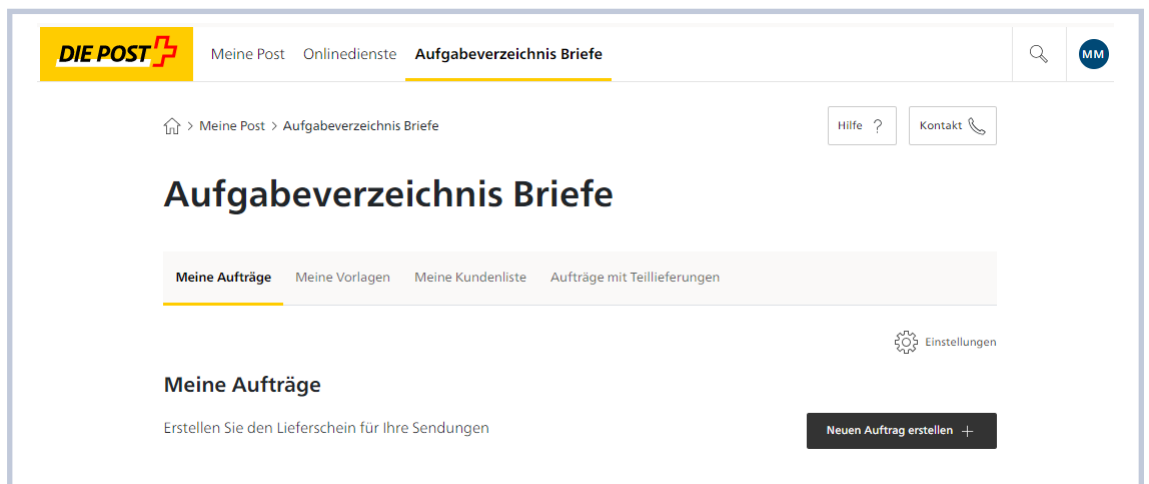 DIE POST Meine Post Onlinedienste Aufgabeverzeichnis Briefe MM
> Meine Post > Aufgabeverzeichnis Briefe Hilfe ? Kontakt
Aufgabeverzeichnis Briefe
Meine Aufträge Meine Vorlagen Meine Kundenliste Aufträge mit Teillieferungen
Einstellungen
Meine Aufträge
Erstellen Sie den Lieferschein für Ihre Sendungen Neuen Auftrag erstellen +